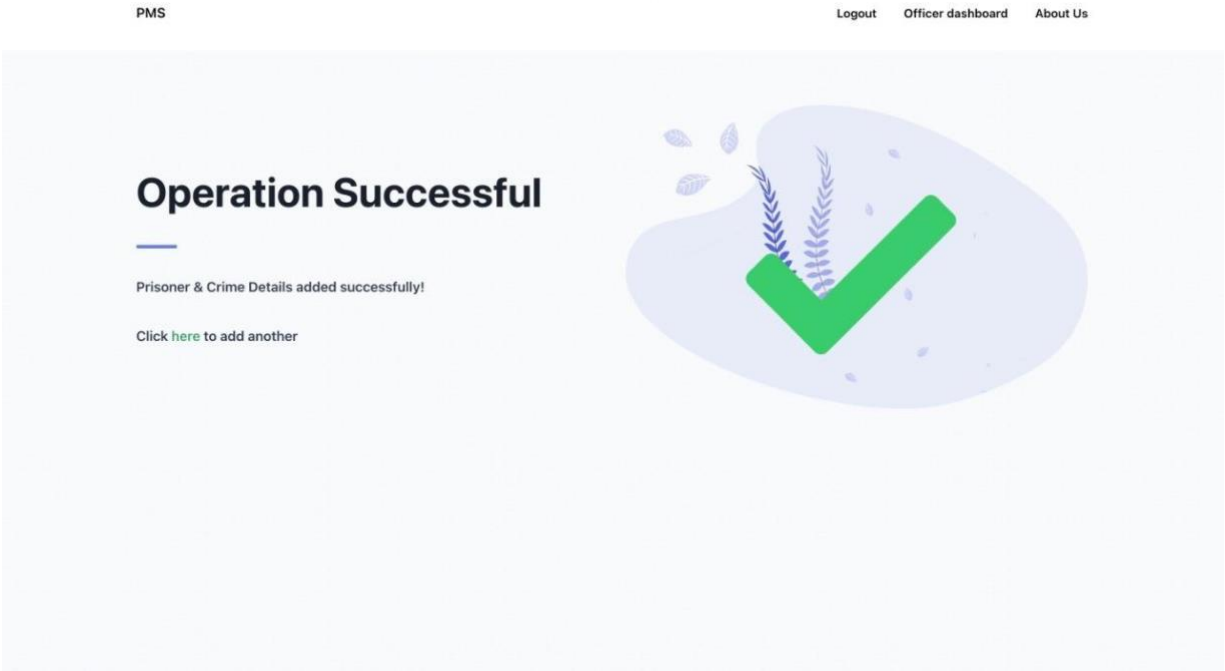 PMS
Logout Officer dashboard About Us
Operation Successful
Prisoner & Crime Details added successfully!
Click here to add another